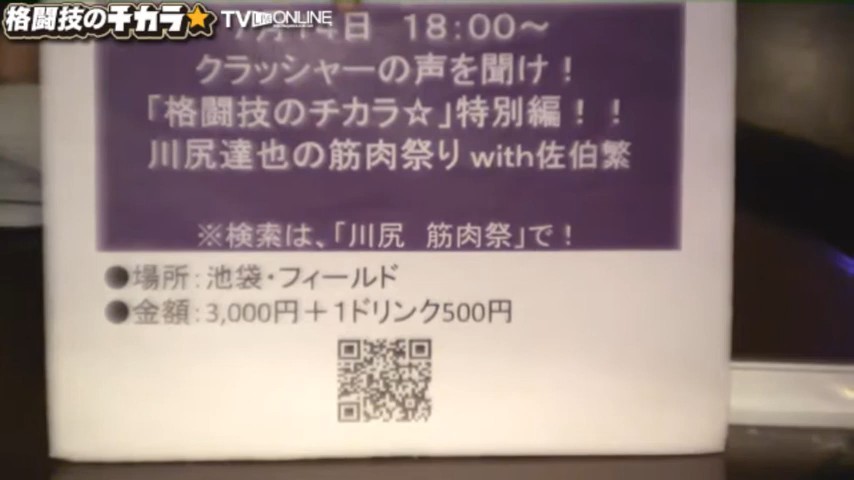 格闘技のチカラ★ TV LIVE ONLINE
14日 18:00～
クラッシャーの声を聞け！
「格闘技のチカラ☆」特別編！！
川尻達也の筋肉祭り with佐伯繁
※検索は、「川尻 筋肉祭」で！
●場所：池袋・フィールド
●金額：3,000円＋1ドリンク500円